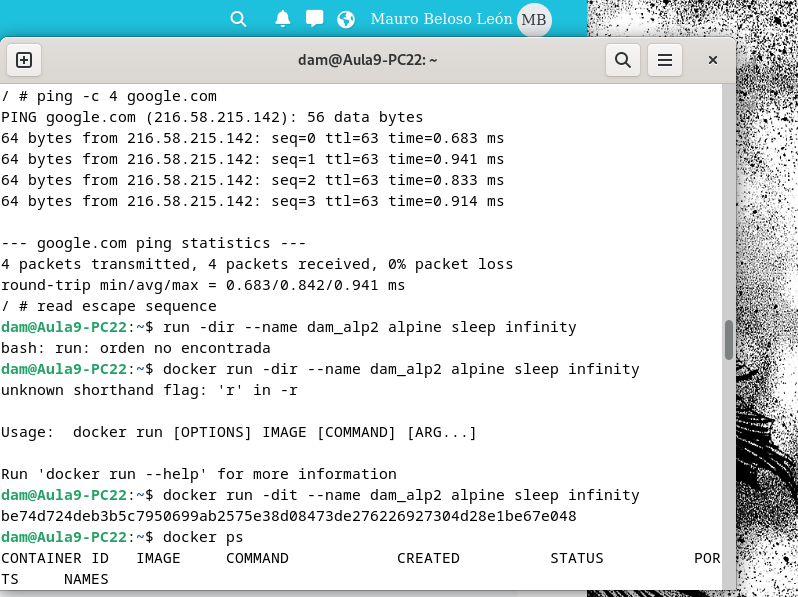 Mauro Beloso León MB
dam@Aula9-PC22: ~
/ # ping -c 4 google.com
PING google.com (216.58.215.142): 56 data bytes
64 bytes from 216.58.215.142: seq=0 ttl=63 time=0.683 ms
64 bytes from 216.58.215.142: seq=1 ttl=63 time=0.941 ms
64 bytes from 216.58.215.142: seq=2 ttl=63 time=0.833 ms
64 bytes from 216.58.215.142: seq=3 ttl=63 time=0.914 ms
--- google.com ping statistics ---
4 packets transmitted, 4 packets received, 0% packet loss
round-trip min/avg/max = 0.683/0.842/0.941 ms
/ # read escape sequence
dam@Aula9-PC22:~$ run -dir --name dam_alp2 alpine sleep infinity
bash: run: orden no encontrada
dam@Aula9-PC22:~$ docker run -dir --name dam_alp2 alpine sleep infinity
unknown shorthand flag: 'r' in -r
Usage:  docker run [OPTIONS] IMAGE [COMMAND] [ARG...]
Run 'docker run --help' for more information
dam@Aula9-PC22:~$ docker run -dit --name dam_alp2 alpine sleep infinity
be74d724deb3b5c7950699ab2575e38d08473de276226927304d28e1be67e048
dam@Aula9-PC22:~$ docker ps
CONTAINER ID   IMAGE     COMMAND            CREATED          STATUS          POR
TS     NAMES